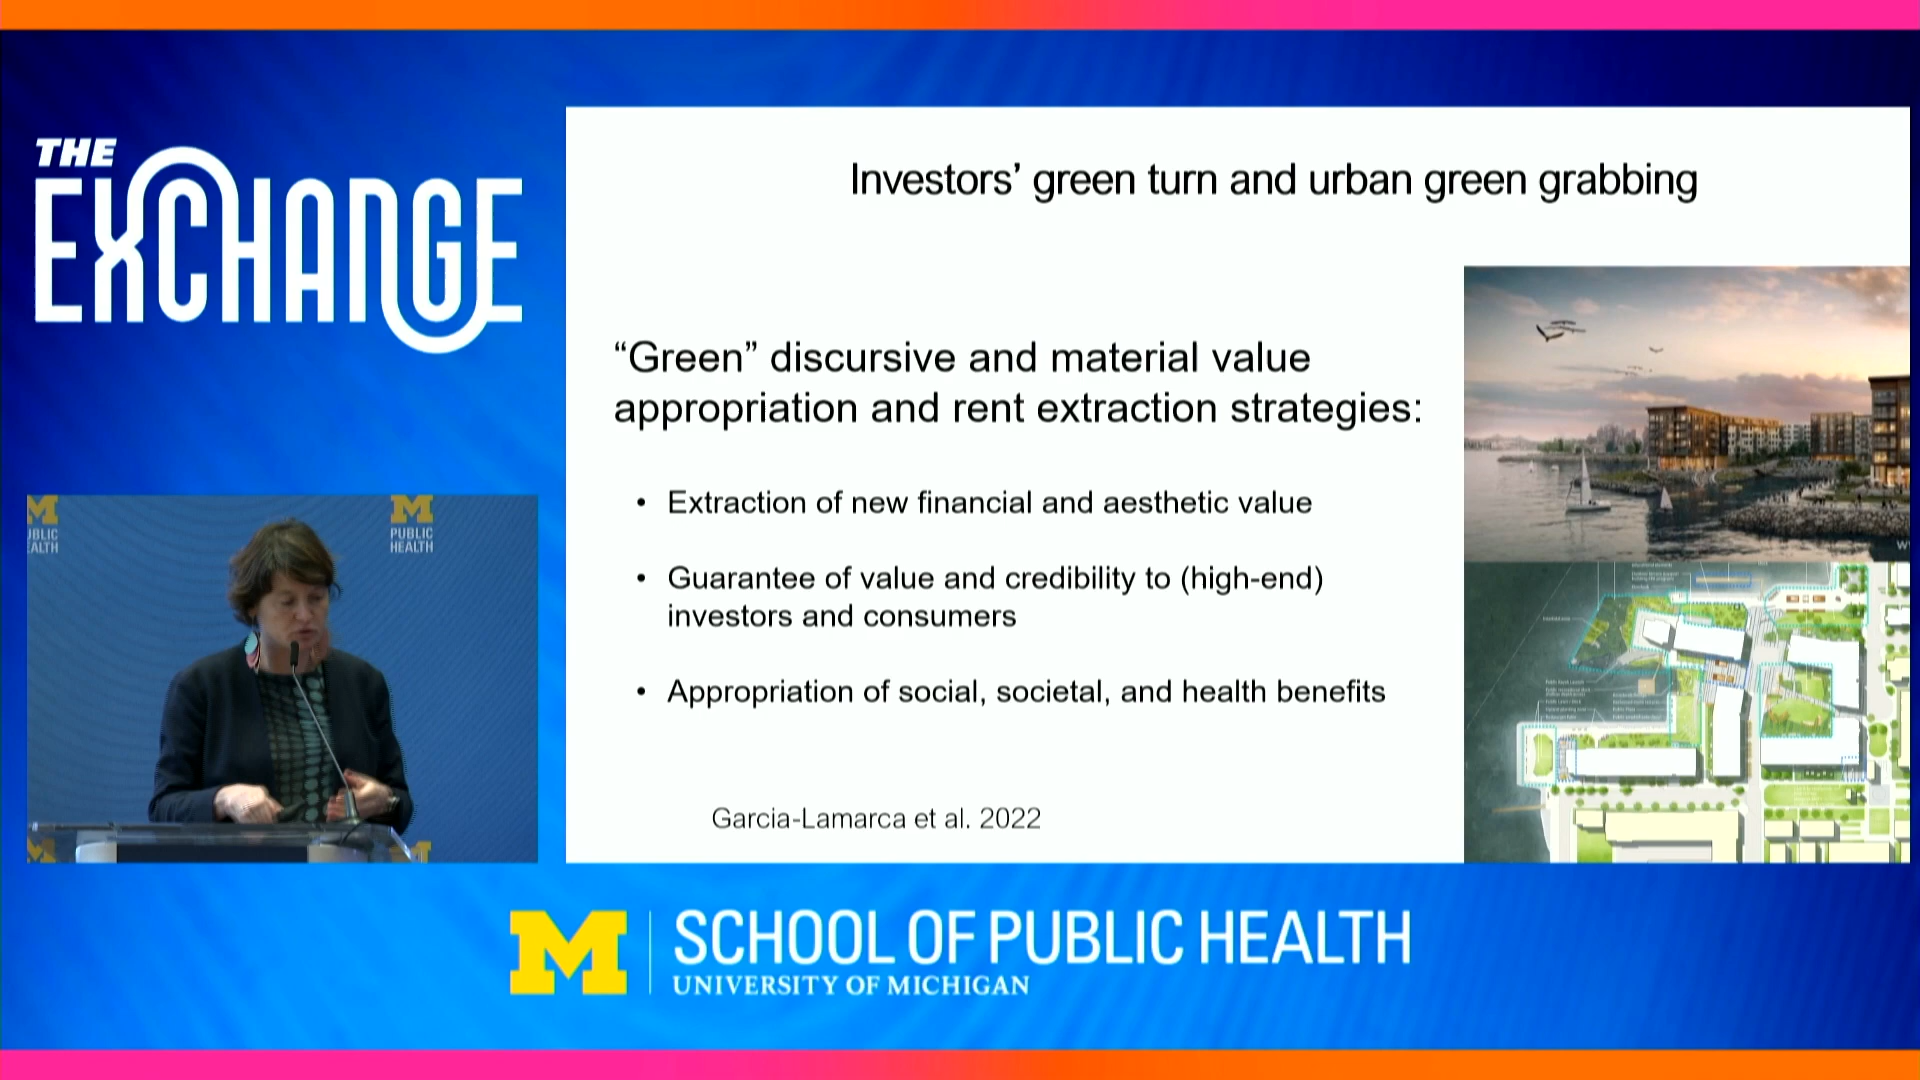 THE
EXCHANGE
Investors’ green turn and urban green grabbing
“Green” discursive and material value
appropriation and rent extraction strategies:
• Extraction of new financial and aesthetic value
• Guarantee of value and credibility to (high-end)
investors and consumers
• Appropriation of social, societal, and health benefits
Garcia-Lamarca et al. 2022
M
PUBLIC
HEALTH
M
SCHOOL OF PUBLIC HEALTH
UNIVERSITY OF MICHIGAN